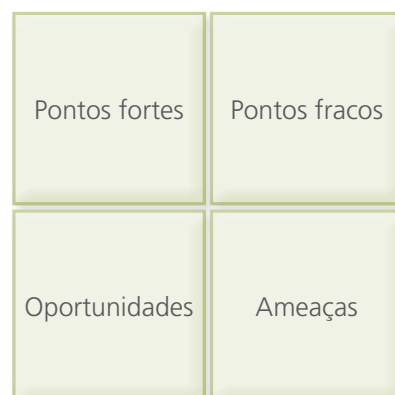 Pontos fortes
Pontos fracos
Oportunidades
Ameaças